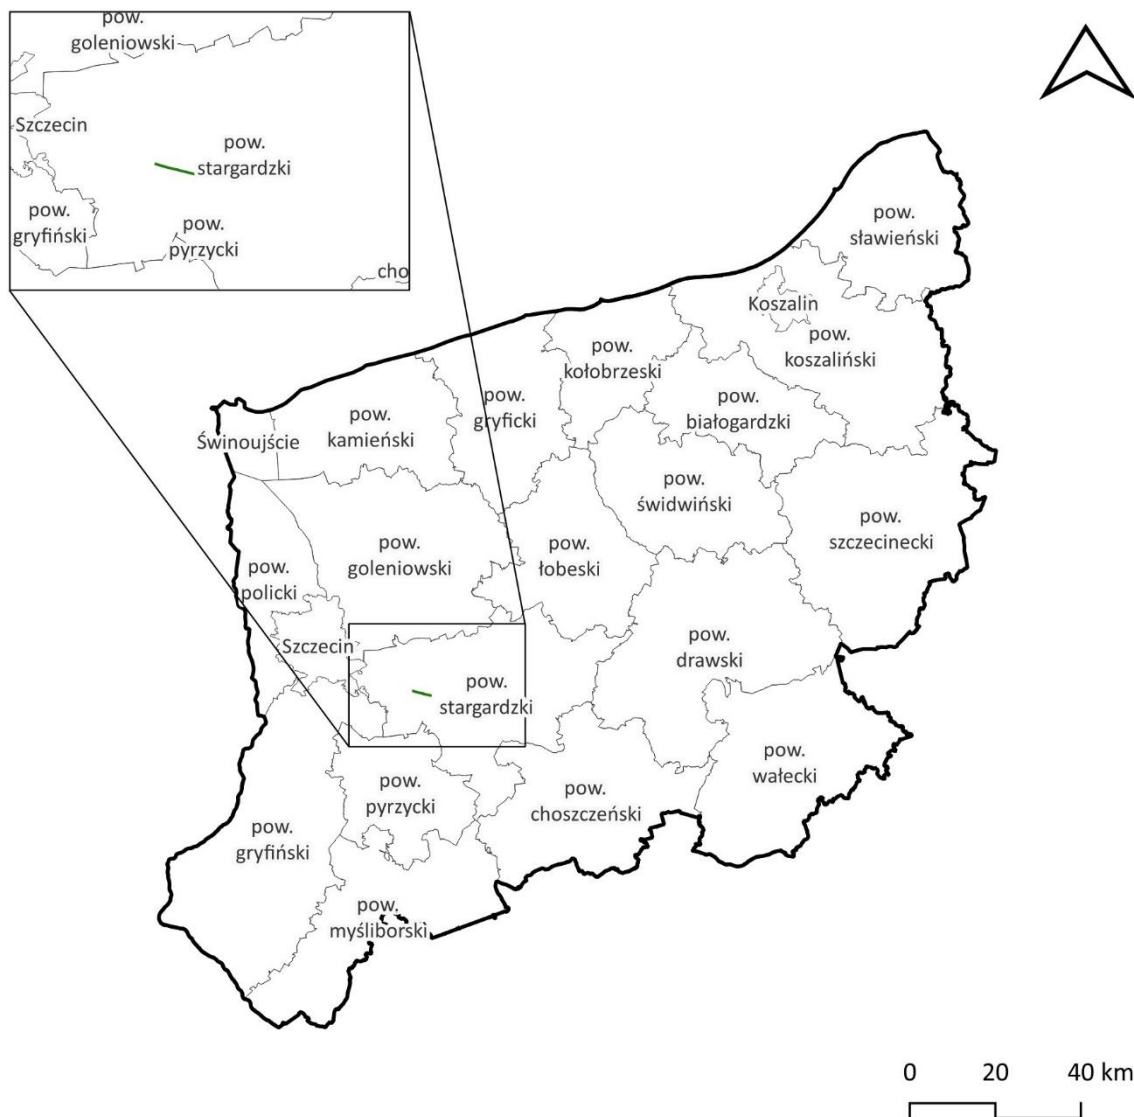 pow.
goleniowski
Szczecin
pow.
stargardzki
pow.
gryfiński
pow.
pyrzycki
cho
pow.
sławieński
Koszalin
pow.
koszaliński
pow.
kołobrzeski
pow.
gryficki
pow.
białogardzki
pow.
kamieński
Świnoujście
pow.
świdwiński
pow.
szczecinecki
pow.
goleniowski
pow.
łobeski
pow.
policki
Szczecin
pow.
drawski
pow.
stargardzki
pow.
wałecki
pow.
pyrzycki
pow.
choszczeński
pow.
gryfiński
pow.
myśliborski
0 20 40 km